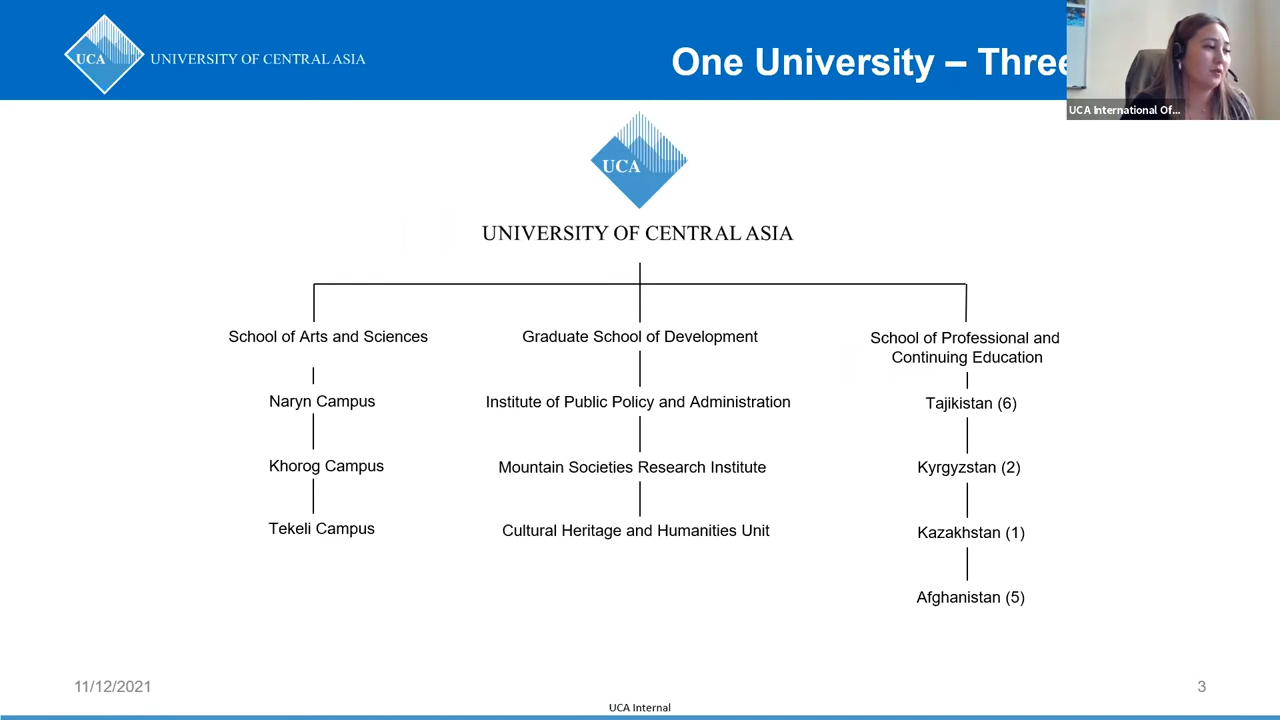 UCA
UNIVERSITY OF CENTRAL ASIA
One University – Three
UCA International Of...
UCA
UNIVERSITY OF CENTRAL ASIA
School of Arts and Sciences
Naryn Campus
Khorog Campus
Tekeli Campus
Graduate School of Development
Institute of Public Policy and Administration
Mountain Societies Research Institute
Cultural Heritage and Humanities Unit
School of Professional and
Continuing Education
Tajikistan (6)
Kyrgyzstan (2)
Kazakhstan (1)
Afghanistan (5)
11/12/2021
UCA Internal
3